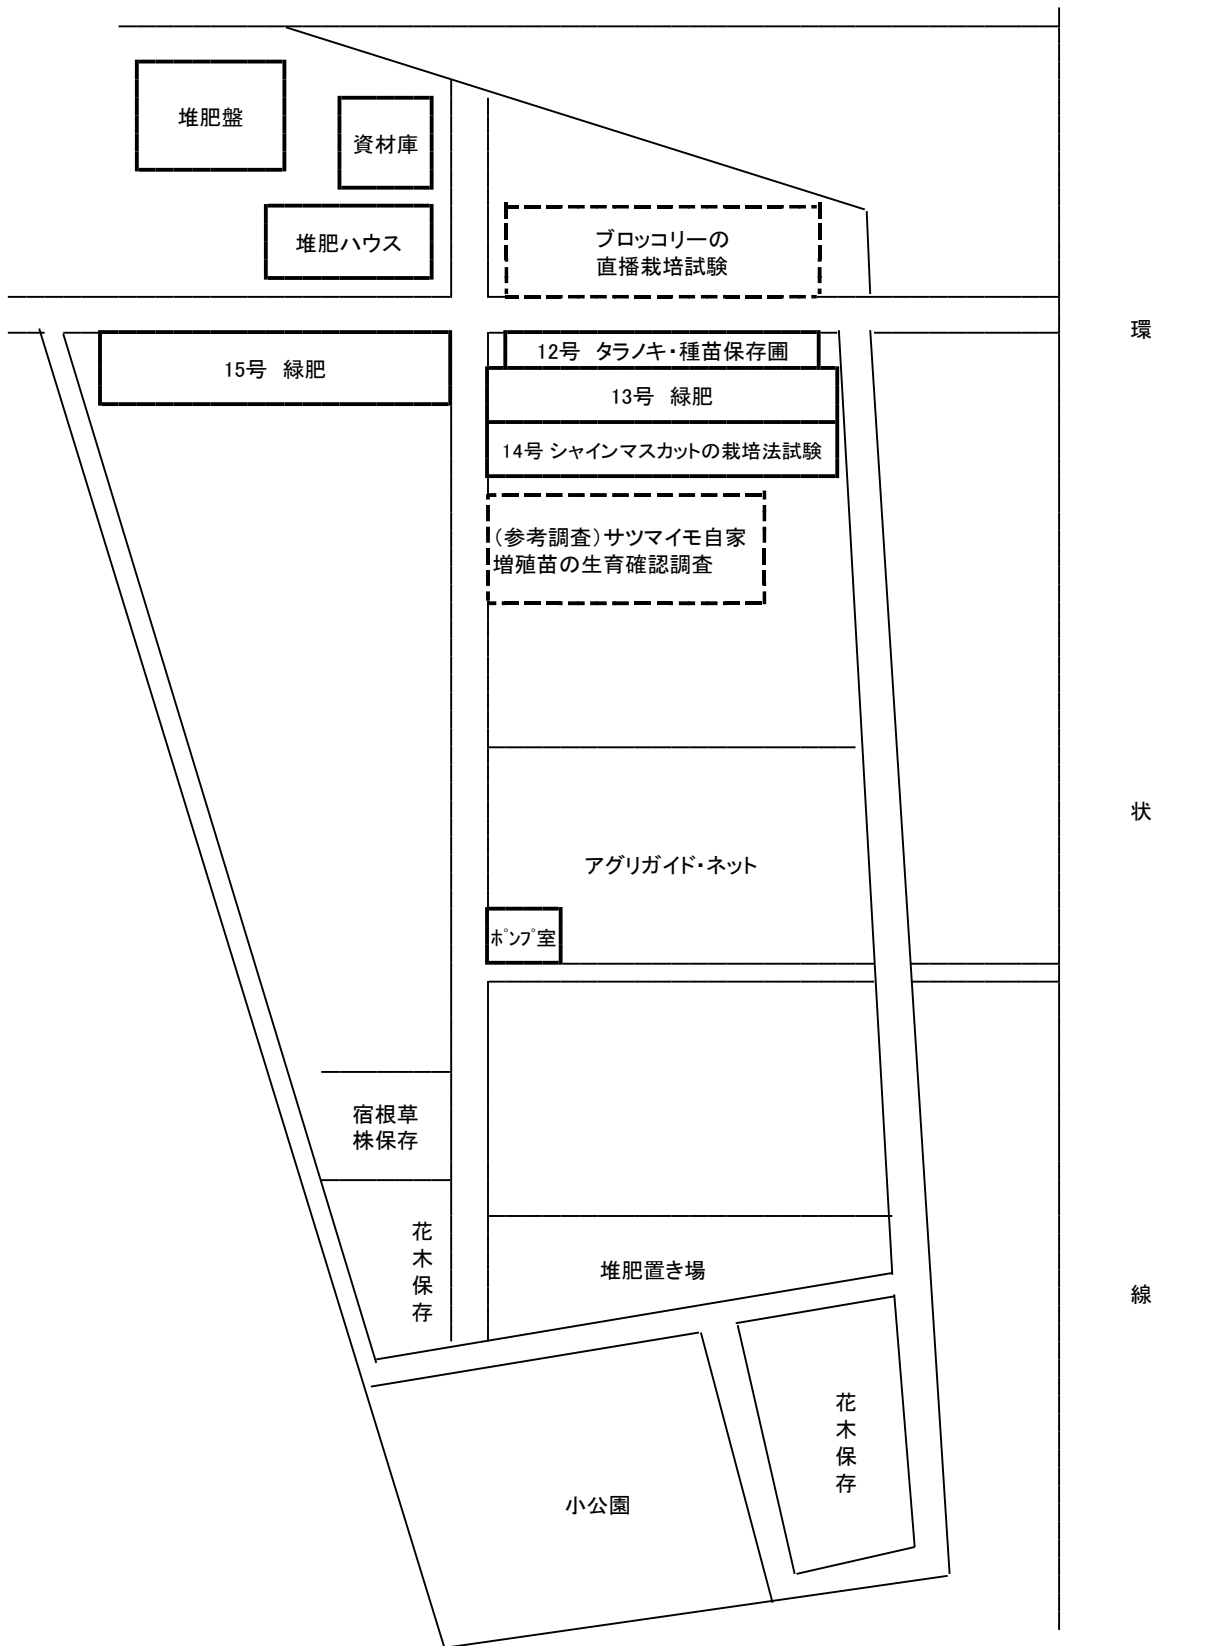 堆肥盤
資材庫
堆肥ハウス
ブロッコリーの
直播栽培試験
15号　緑肥
12号　タラノキ・種苗保存圃
13号　緑肥
14号 シャインマスカットの栽培法試験
（参考調査）サツマイモ自家
増殖苗の生育確認調査
アグリガイド・ネット
ﾎﾟﾝﾌﾟ室
宿根草
株保存
花木保存
堆肥置き場
花木保存
小公園
環状線